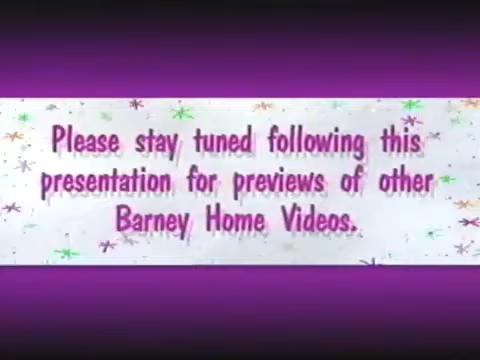 Please stay tuned following this
presentation for previews of other
Barney Home Videos.